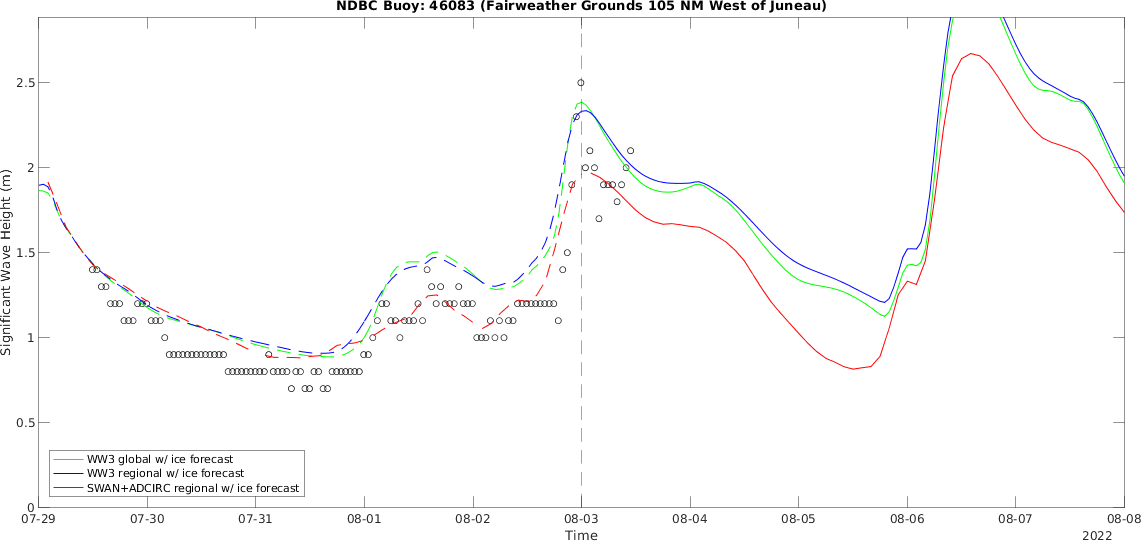 NDBC Buoy: 46083 (Fairweather Grounds 105 NM West of Juneau)
Significant Wave Height (m)
2.5
2
1.5
1
0.5
0
WW3 global w/ ice forecast
WW3 regional w/ ice forecast
SWAN+ADCIRC regional w/ ice forecast
07-29 07-30 07-31 08-01 08-02 08-03 08-04 08-05 08-06 08-07 08-08
Time
2022